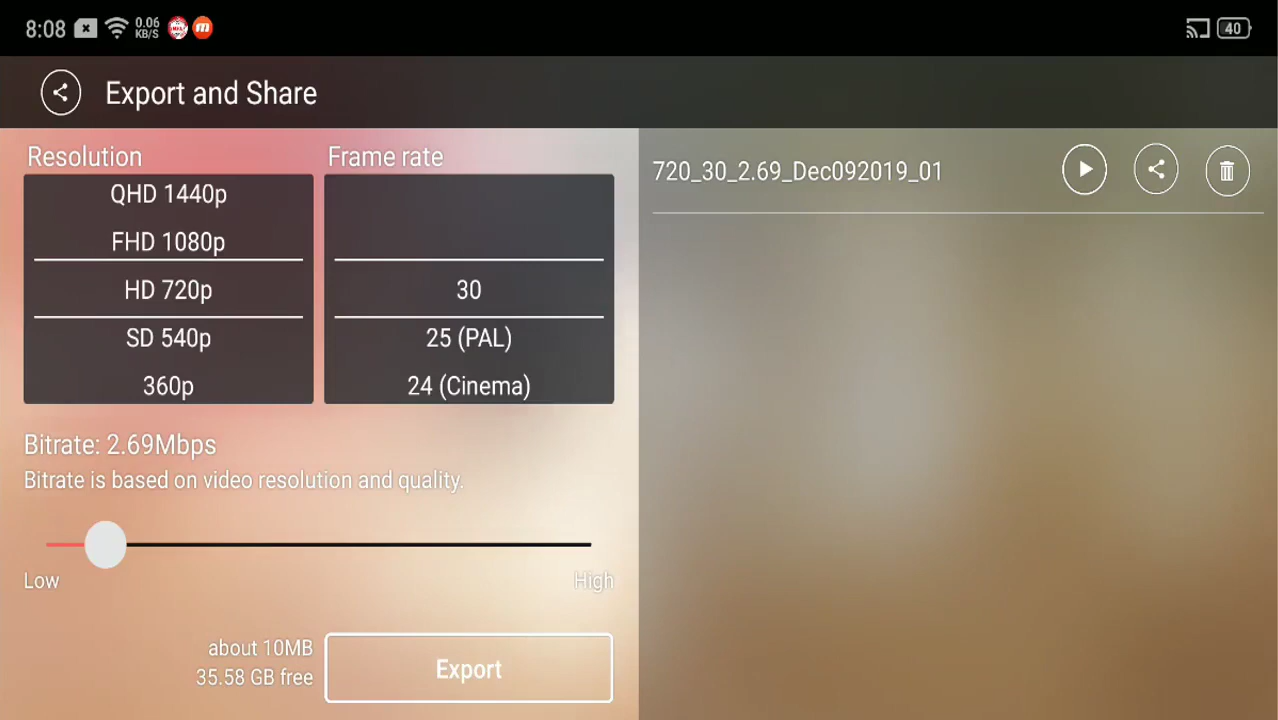 8:08 0.06 KB/S 40
Export and Share
Resolution
QHD 1440p
FHD 1080p
HD 720p
SD 540p
360p
Frame rate
30
25 (PAL)
24 (Cinema)
Bitrate: 2.69Mbps
Bitrate is based on video resolution and quality.
Low
High
about 10MB
35.58 GB free
Export
720_30_2.69_Dec092019_01